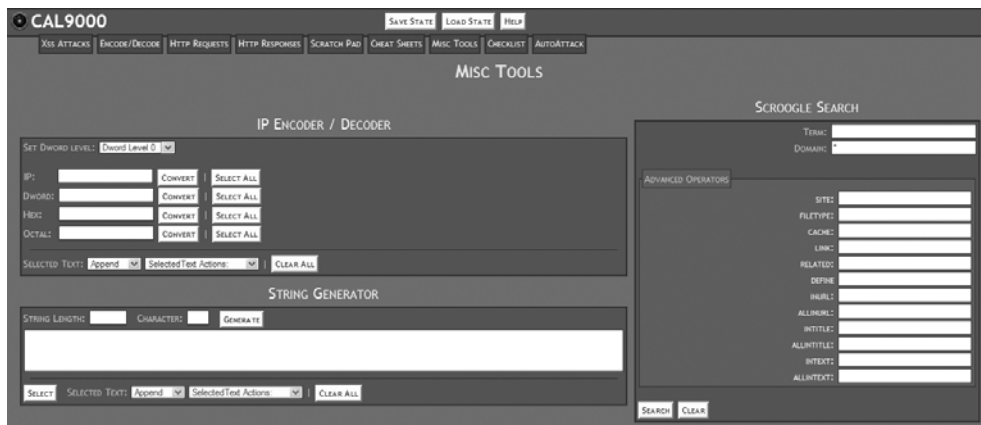 CAL9000
SAVE STATE LOAD STATE HELP
XSS ATTACKS ENCODE/DECODE HTTP REQUESTS HTTP RESPONSES SCRATCH PAD CHEAT SHEETS MISC TOOLS CHECKLIST AUTOATTACK
MISC TOOLS
IP ENCODER / DECODER
SET DWORD LEVEL: Dword Level 0
IP: CONVERT | SELECT ALL
DWORD: CONVERT | SELECT ALL
HEX: CONVERT | SELECT ALL
OCTAL: CONVERT | SELECT ALL
SELECTED TEXT: Append SelectedText Actions: | CLEAR ALL
STRING GENERATOR
STRING LENGTH: CHARACTER: GENERATE
SELECT SELECTED TEXT: Append SelectedText Actions: | CLEAR ALL
SCROOGLE SEARCH
TERM:
DOMAIN: *
ADVANCED OPERATORS
SITE:
FILETYPE:
CACHE:
LINK:
RELATED:
DEFINE
INURL:
ALLINURL:
INTITLE:
ALLINTITLE:
INTEXT:
ALLINTEXT:
SEARCH CLEAR